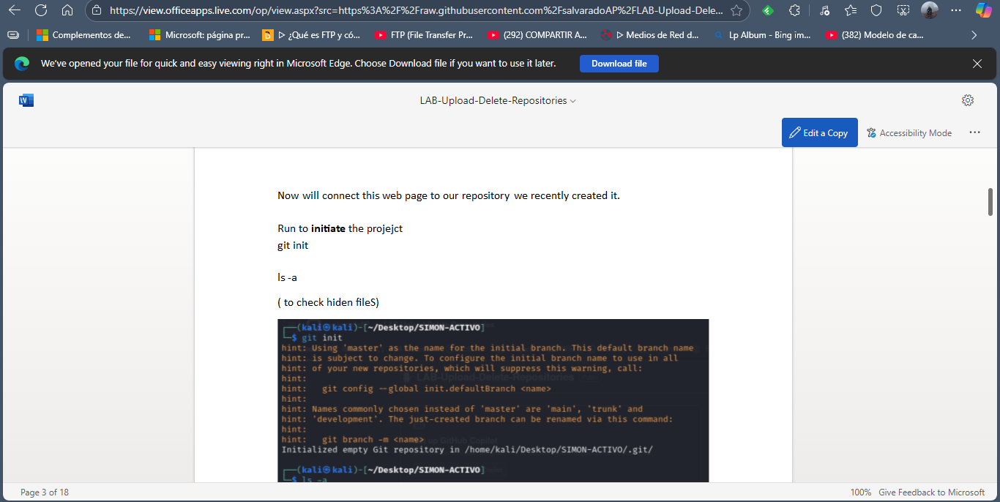 https://view.officeapps.live.com/op/view.aspx?src=https%3A%2F%2Fraw.githubusercontent.com%2FsalvaradoAP%2FLAB-Upload-Dele...
Complementos de... Microsoft: página pr... ▷ ¿Qué es FTP y có... FTP (File Transfer Pr... (292) COMPARTIR A... ▷ Medios de Red d... Lp Album - Bing im... (382) Modelo de ca...
We've opened your file for quick and easy viewing right in Microsoft Edge. Choose Download file if you want to use it later. Download file
W LAB-Upload-Delete-Repositories
Edit a Copy Accessibility Mode ...
Now will connect this web page to our repository we recently created it.
Run to initiate the projejct
git init
ls -a
( to check hiden fileS)
┌──(kali㉿kali)-[~/Desktop/SIMON-ACTIVO]
└─$ git init
hint: Using 'master' as the name for the initial branch. This default branch name
hint: is subject to change. To configure the initial branch name to use in all
hint: of your new repositories, which will suppress this warning, call:
hint:
hint:   git config --global init.defaultBranch <name>
hint:
hint: Names commonly chosen instead of 'master' are 'main', 'trunk' and
hint: 'development'. The just-created branch can be renamed via this command:
hint:
hint:   git branch -m <name>
Initialized empty Git repository in /home/kali/Desktop/SIMON-ACTIVO/.git/
┌──(kali㉿kali)-[~/Desktop/SIMON-ACTIVO]
└─$ ls -a
Page 3 of 18 100% Give Feedback to Microsoft